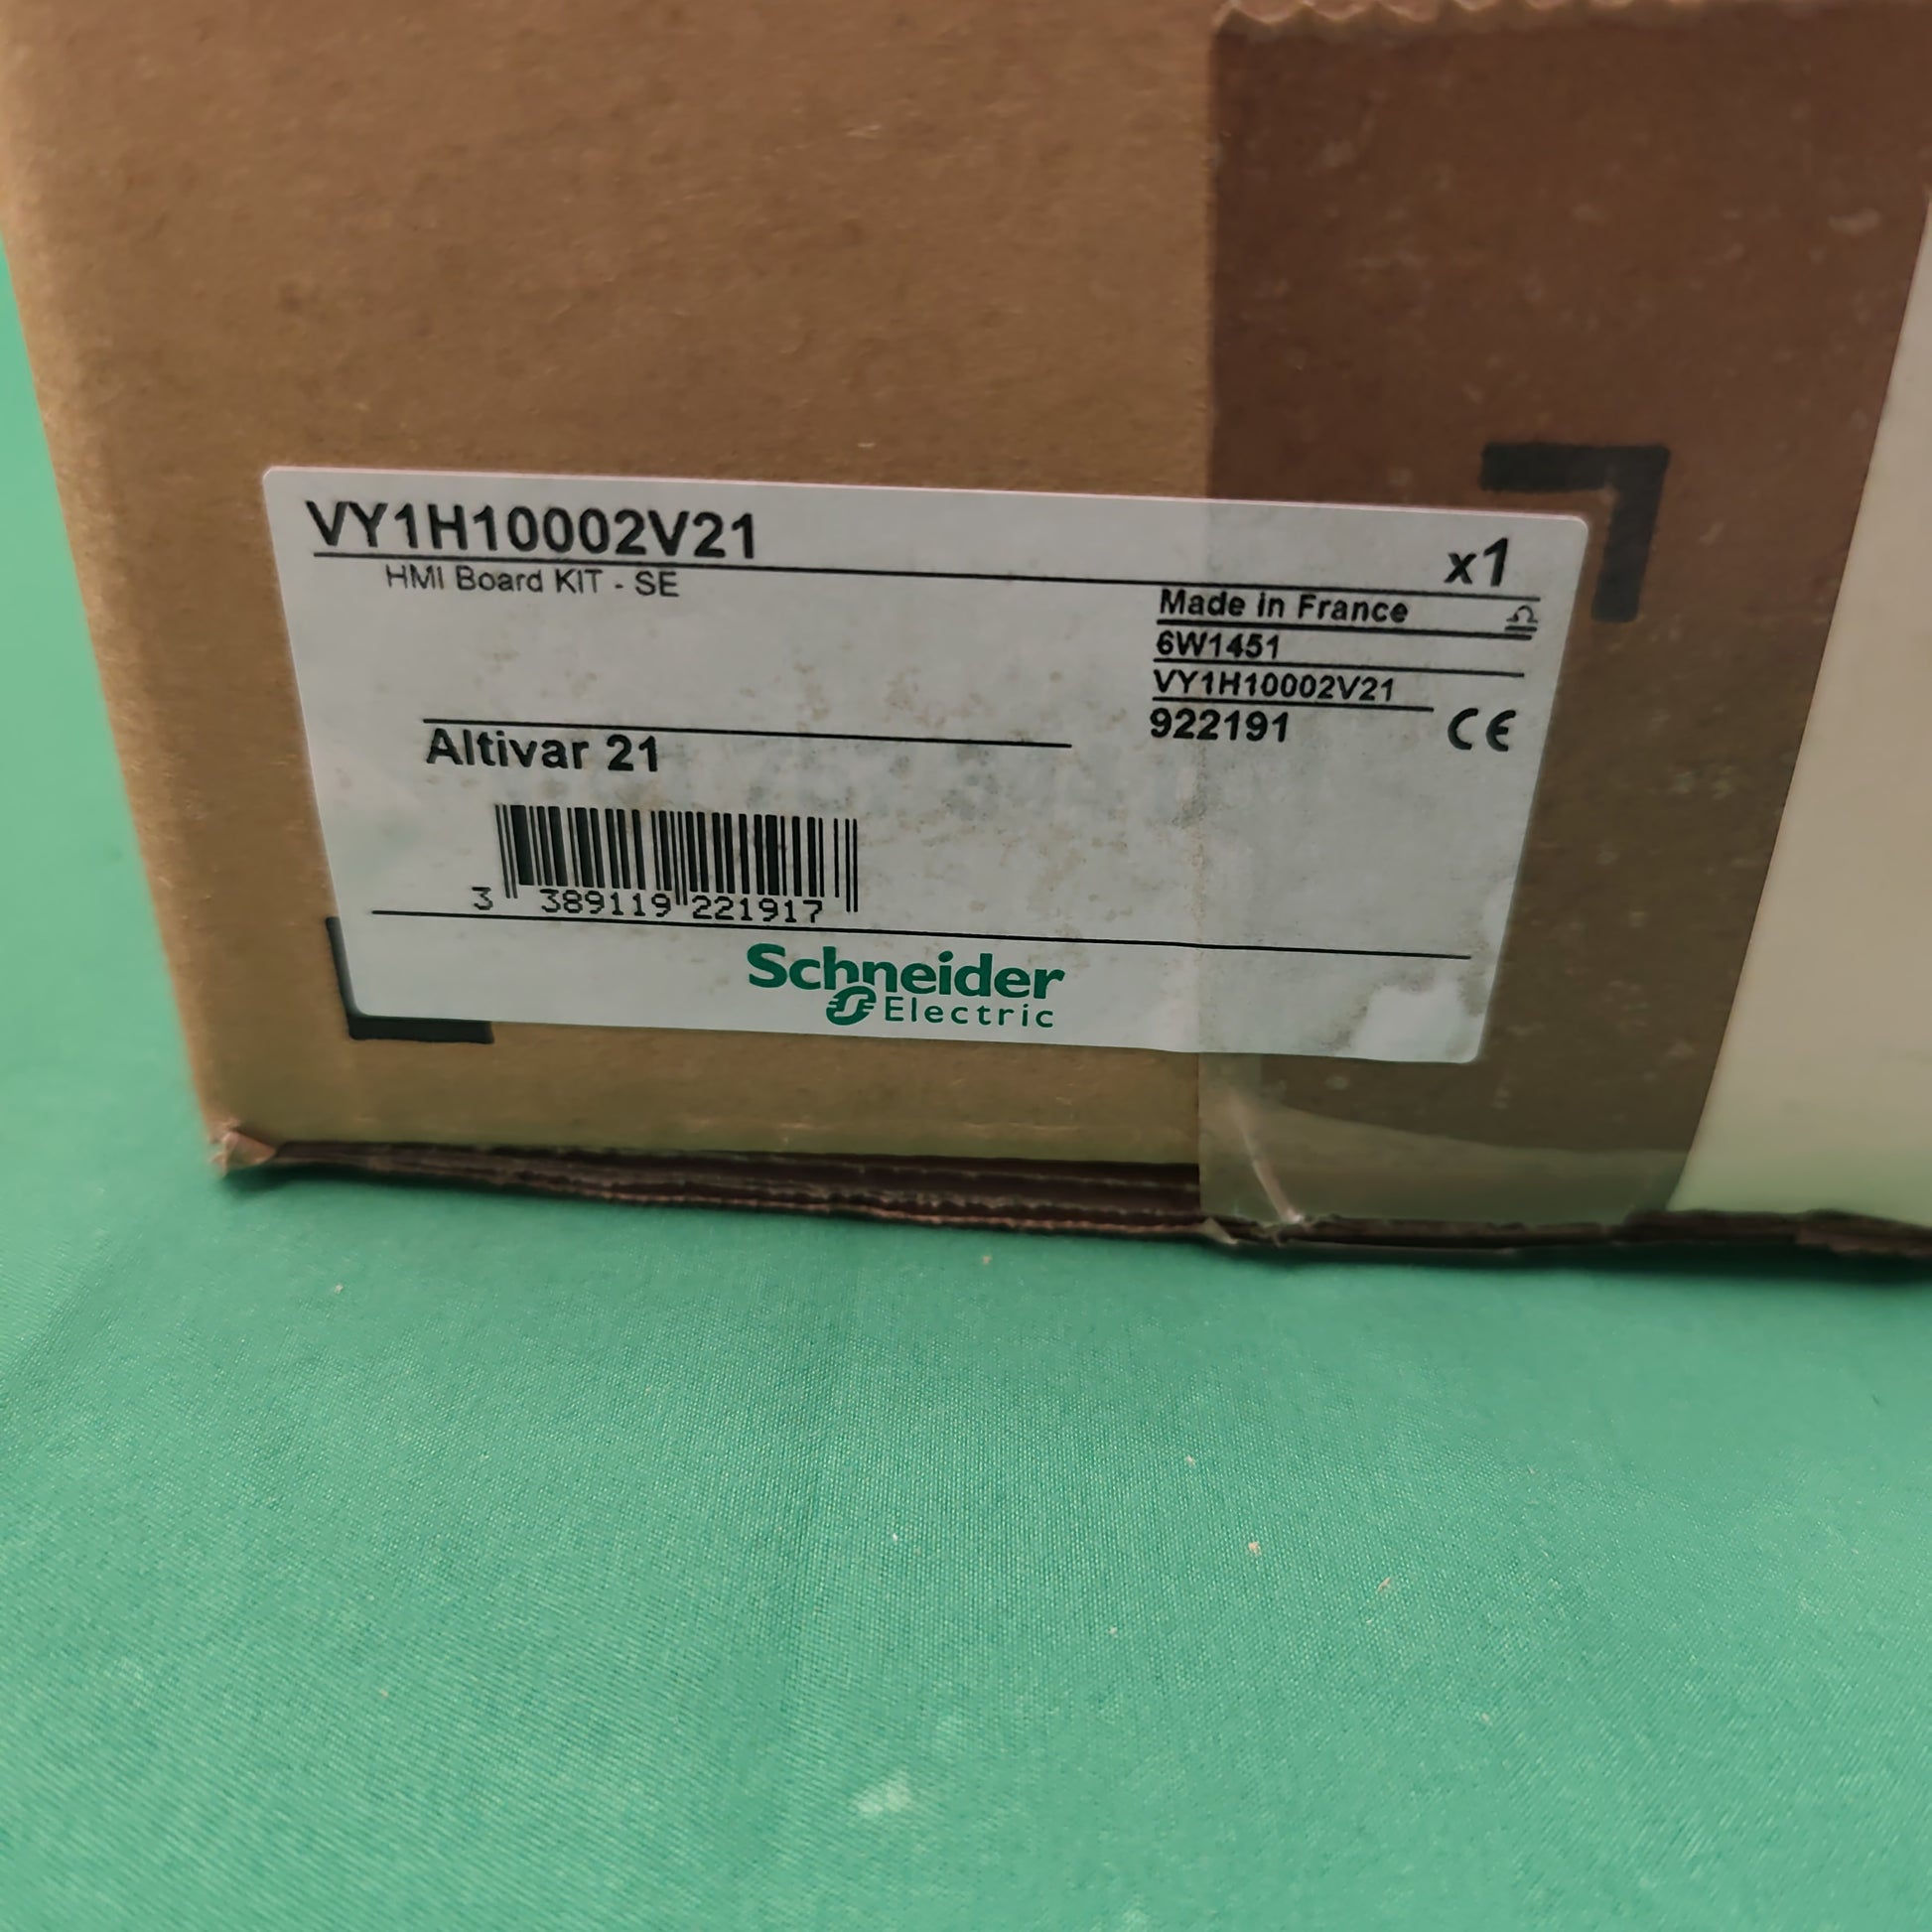 VY1H10002V21
x1
HMI Board KIT - SE
Made in France
6W1451
VY1H10002V21
922191
CE
Altivar 21
3 389119 221917
Schneider
Electric